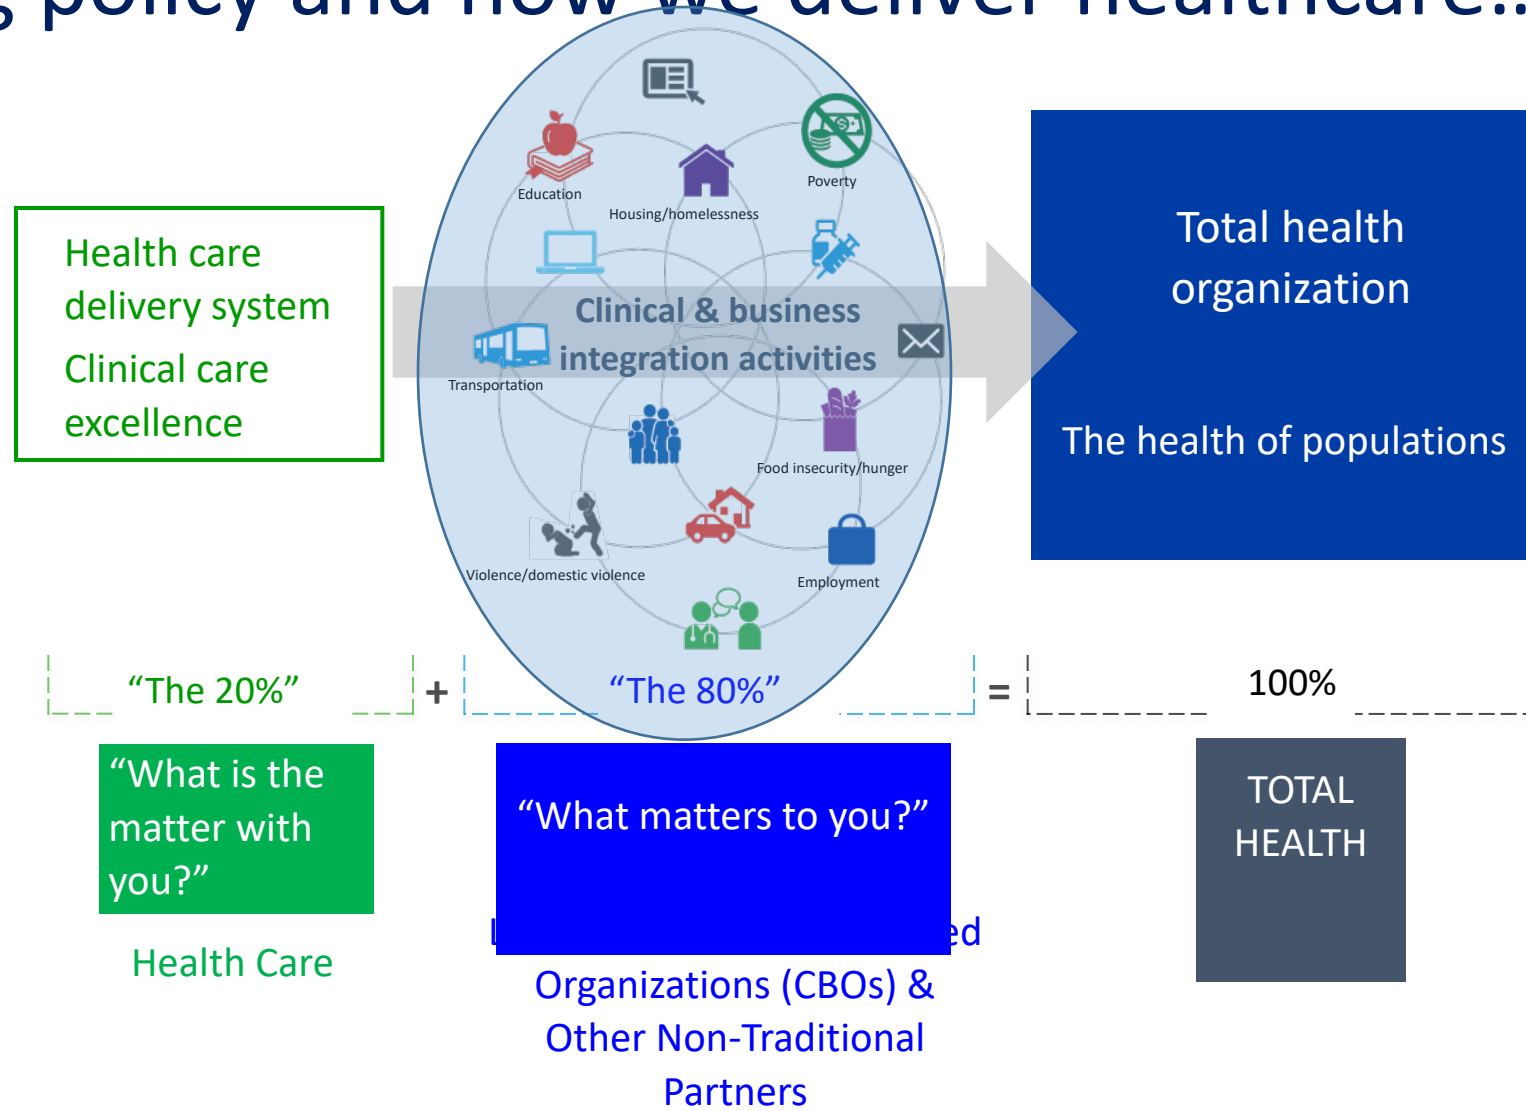 policy and how we deliver healthcare..
Education
Poverty
Housing/homelessness
Health care
delivery system
Clinical care
excellence
Clinical & business
integration activities
Transportation
Food insecurity/hunger
Violence/domestic violence
Employment
Total health
organization
The health of populations
“The 20%”
+
“The 80%”
=
100%
“What is the
matter with
you?”
“What matters to you?”
TOTAL
HEALTH
Health Care
Organizations (CBOs) &
Other Non-Traditional
Partners